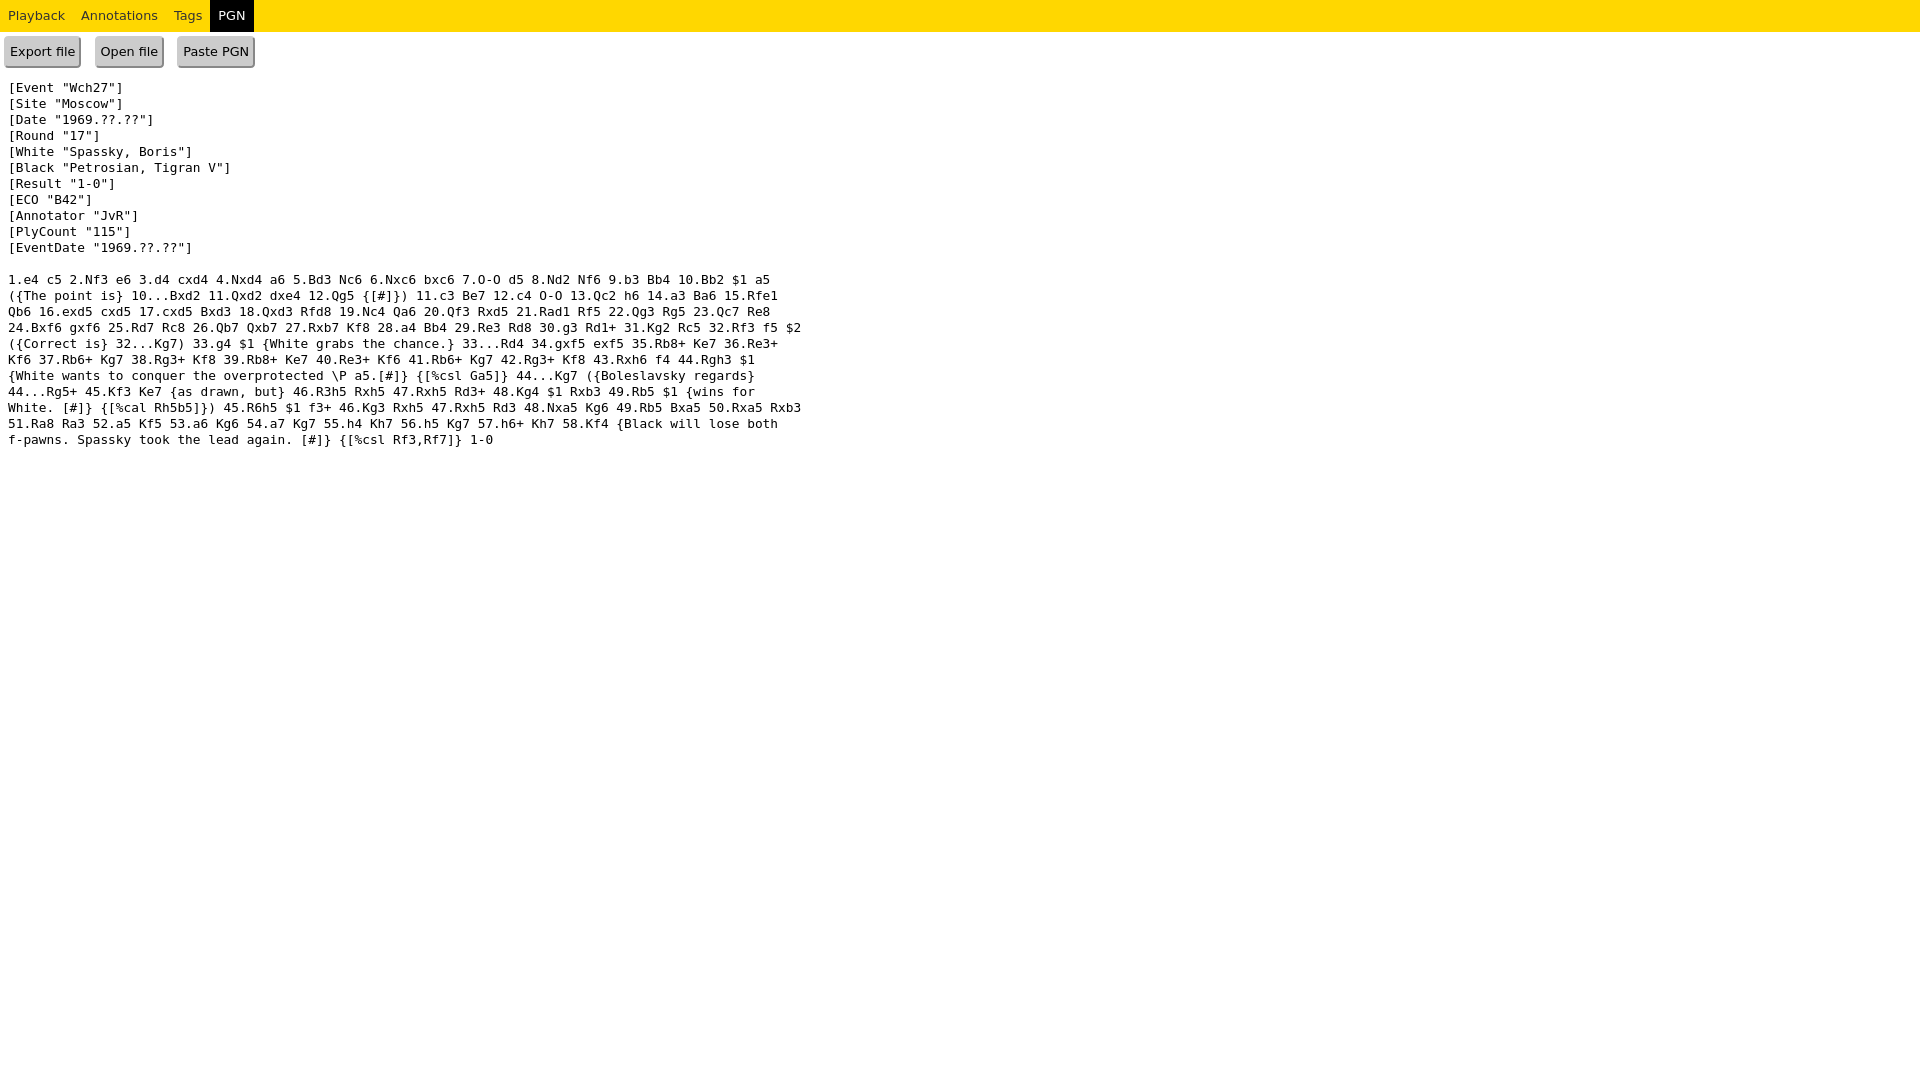 Playback Annotations Tags PGN
Export file Open file Paste PGN
[Event "Wch27"]
[Site "Moscow"]
[Date "1969.??.??"]
[Round "17"]
[White "Spassky, Boris"]
[Black "Petrosian, Tigran V"]
[Result "1-0"]
[ECO "B42"]
[Annotator "JvR"]
[PlyCount "115"]
[EventDate "1969.??.??"]
1.e4 c5 2.Nf3 e6 3.d4 cxd4 4.Nxd4 a6 5.Bd3 Nc6 6.Nxc6 bxc6 7.O-O d5 8.Nd2 Nf6 9.b3 Bb4 10.Bb2 $1 a5
({The point is} 10...Bxd2 11.Qxd2 dxe4 12.Qg5 {[#]}) 11.c3 Be7 12.c4 O-O 13.Qc2 h6 14.a3 Ba6 15.Rfe1
Qb6 16.exd5 cxd5 17.cxd5 Bxd3 18.Qxd3 Rfd8 19.Nc4 Qa6 20.Qf3 Rxd5 21.Rad1 Rf5 22.Qg3 Rg5 23.Qc7 Re8
24.Bxf6 gxf6 25.Rd7 Rc8 26.Qb7 Qxb7 27.Rxb7 Kf8 28.a4 Bb4 29.Re3 Rd8 30.g3 Rd1+ 31.Kg2 Rc5 32.Rf3 f5 $2
({Correct is} 32...Kg7) 33.g4 $1 {White grabs the chance.} 33...Rd4 34.gxf5 exf5 35.Rb8+ Ke7 36.Re3+
Kf6 37.Rb6+ Kg7 38.Rg3+ Kf8 39.Rb8+ Ke7 40.Re3+ Kf6 41.Rb6+ Kg7 42.Rg3+ Kf8 43.Rxh6 f4 44.Rgh3 $1
{White wants to conquer the overprotected \P a5.[#]} {[%csl Ga5]} 44...Kg7 ({Boleslavsky regards}
44...Rg5+ 45.Kf3 Ke7 {as drawn, but} 46.R3h5 Rxh5 47.Rxh5 Rd3+ 48.Kg4 $1 Rxb3 49.Rb5 $1 {wins for
White. [#]} {[%cal Rh5b5]}) 45.R6h5 $1 f3+ 46.Kg3 Rxh5 47.Rxh5 Rd3 48.Nxa5 Kg6 49.Rb5 Bxa5 50.Rxa5 Rxb3
51.Ra8 Ra3 52.a5 Kf5 53.a6 Kg6 54.a7 Kg7 55.h4 Kh7 56.h5 Kg7 57.h6+ Kh7 58.Kf4 {Black will lose both
f-pawns. Spassky took the lead again. [#]} {[%csl Rf3,Rf7]} 1-0